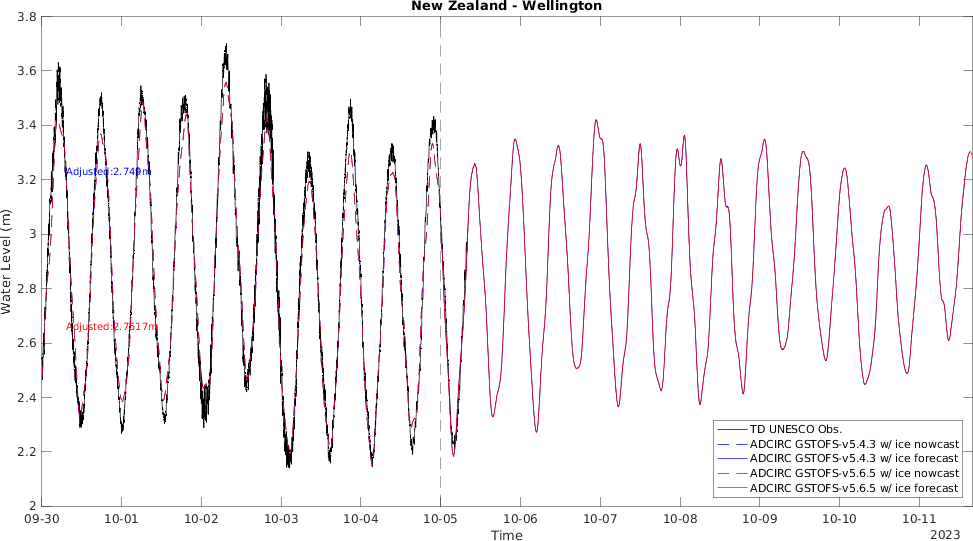 New Zealand - Wellington
3.8
3.6
3.4
3.2
3
2.8
2.6
2.4
2.2
2
Water Level (m)
Adjusted:2.749m
Adjusted:2.7617m
TD UNESCO Obs.
ADCIRC GSTOFS-v5.4.3 w/ ice nowcast
ADCIRC GSTOFS-v5.4.3 w/ ice forecast
ADCIRC GSTOFS-v5.6.5 w/ ice nowcast
ADCIRC GSTOFS-v5.6.5 w/ ice forecast
09-30 10-01 10-02 10-03 10-04 10-05 10-06 10-07 10-08 10-09 10-10 10-11
Time
2023